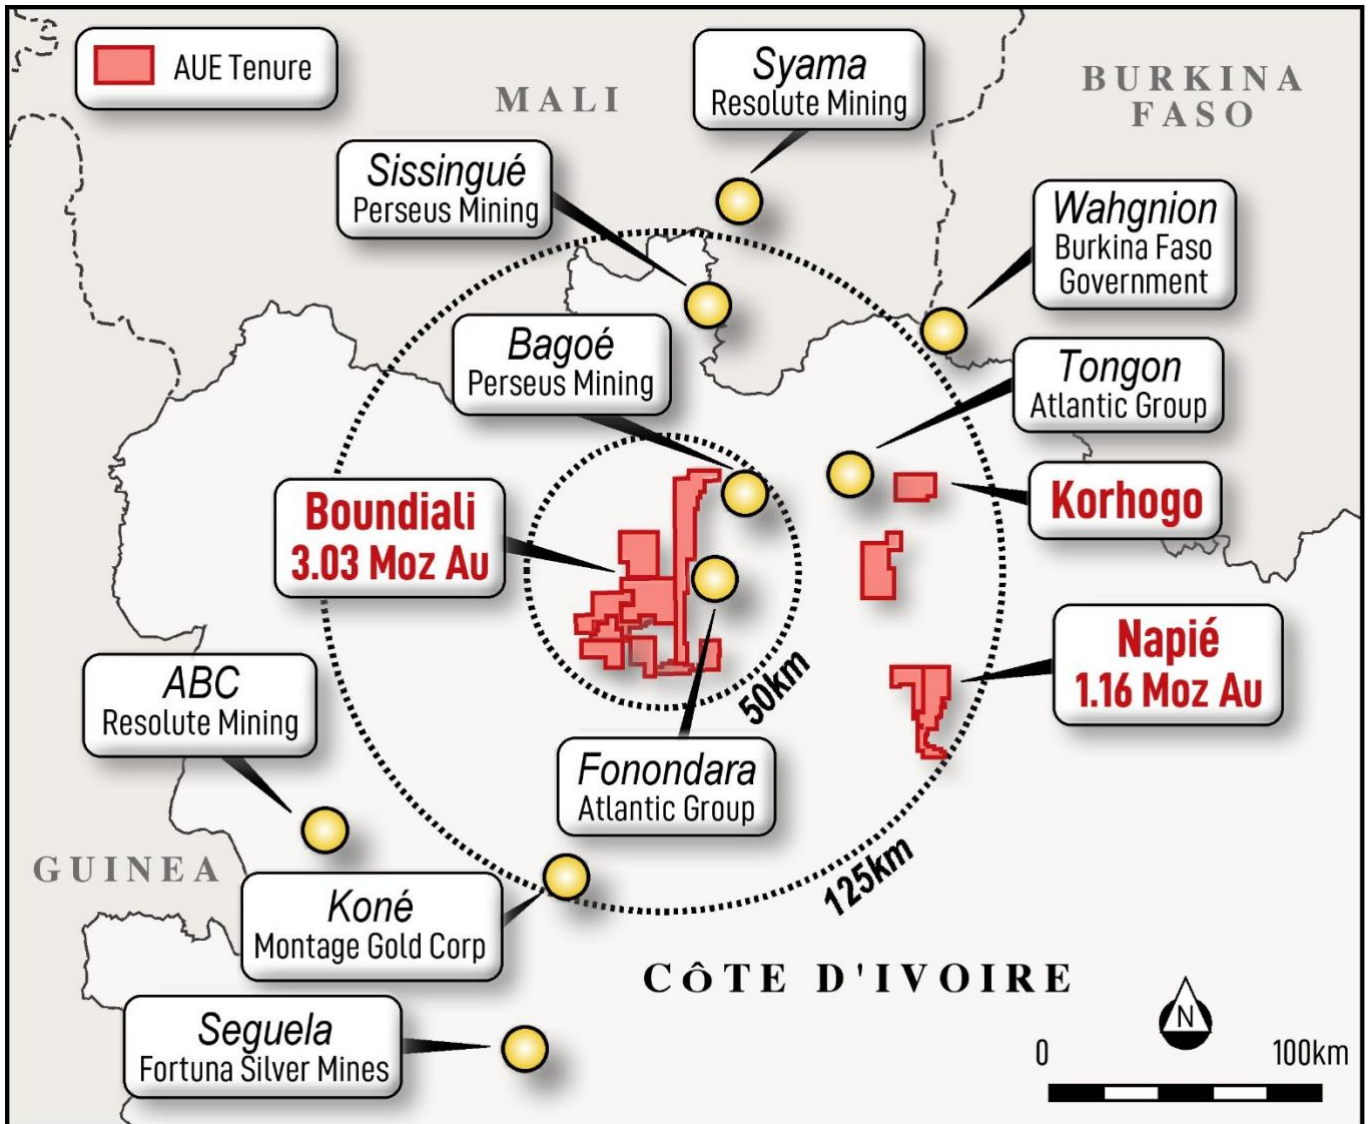 AUE Tenure
MALI
Syama
Resolute Mining
BURKINA
FASO
Sissingué
Perseus Mining
Wahgnion
Burkina Faso
Government
Bagoé
Perseus Mining
Tongon
Atlantic Group
Boundiali
3.03 Moz Au
Korhogo
Napié
1.16 Moz Au
50km
ABC
Resolute Mining
Fonondara
Atlantic Group
125km
GUINEA
Koné
Montage Gold Corp
CÔTE D'IVOIRE
Seguela
Fortuna Silver Mines
N
0
100km